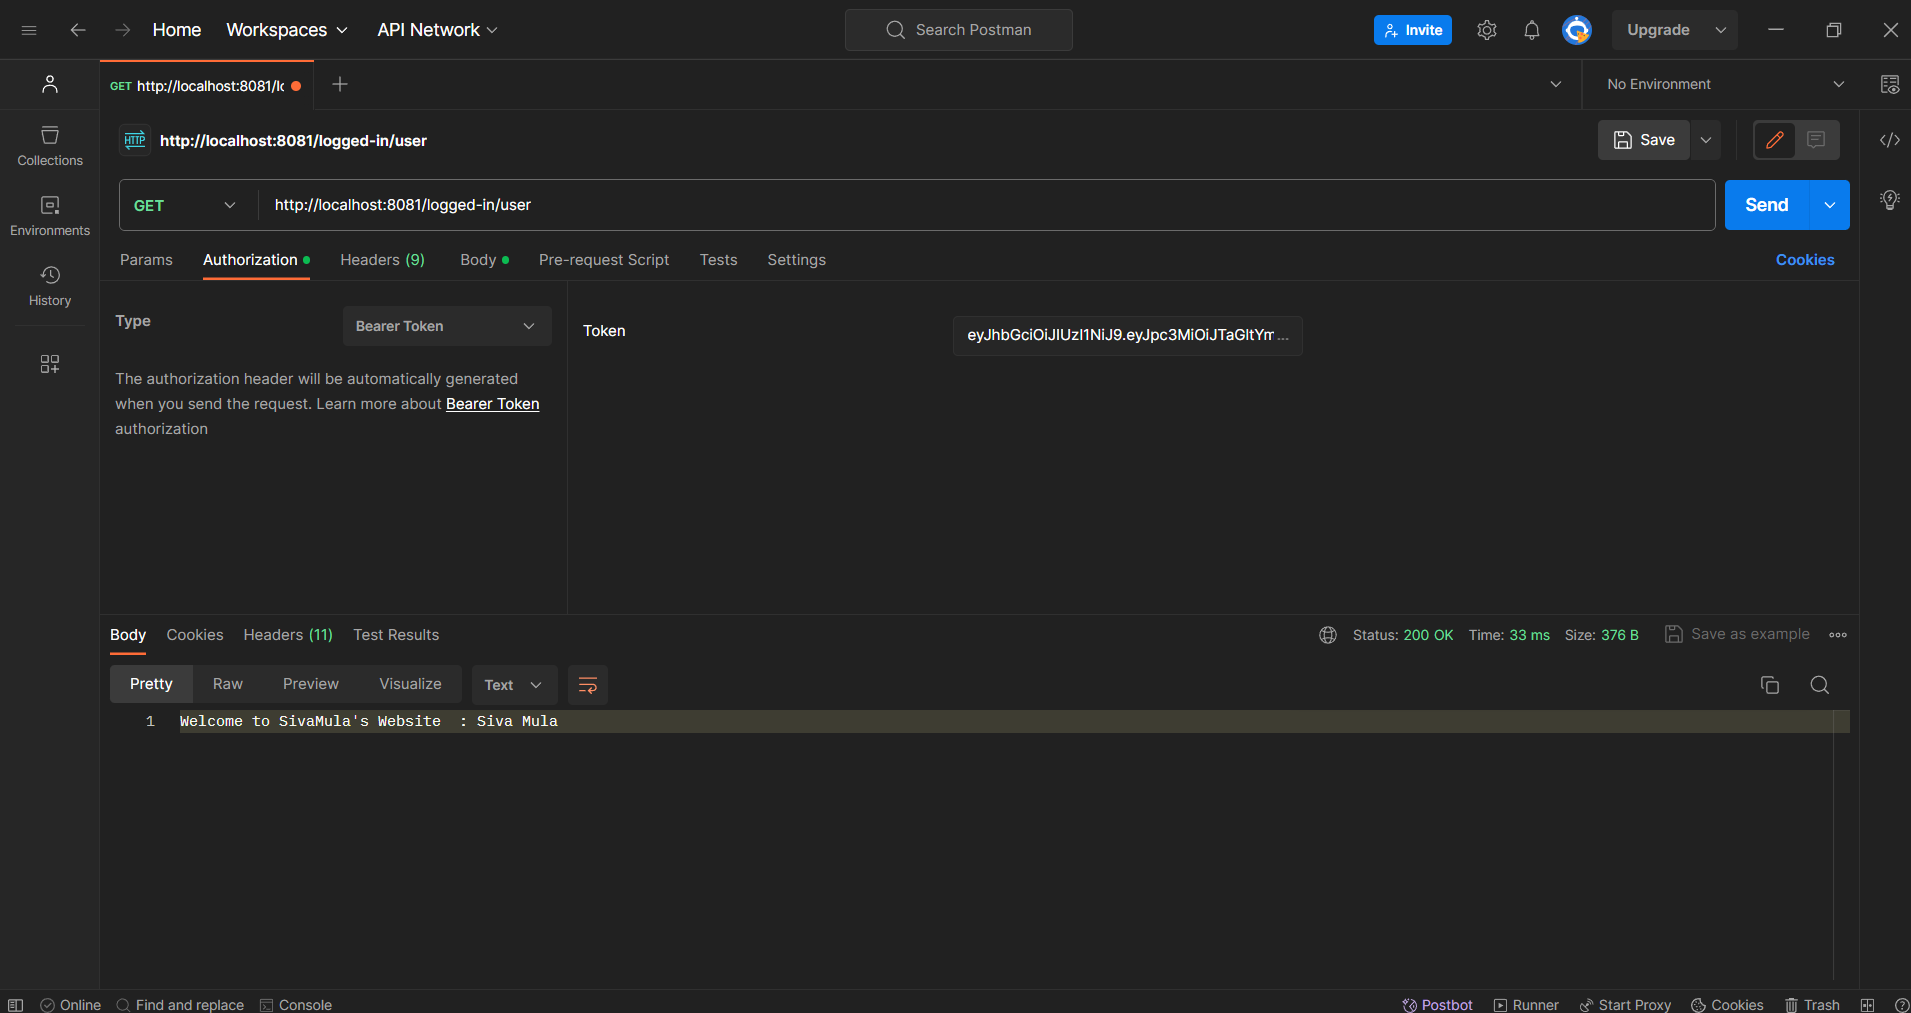 Home Workspaces API Network Search Postman Invite Upgrade
GET http://localhost:8081/lc No Environment
HTTP http://localhost:8081/logged-in/user Save
GET http://localhost:8081/logged-in/user Send
Params Authorization Headers (9) Body Pre-request Script Tests Settings Cookies
Collections
Environments
History
Type Bearer Token
The authorization header will be automatically generated
when you send the request. Learn more about Bearer Token
authorization
Token eyJhbGciOiJIUzI1NiJ9.eyJpc3MiOiJTaGltYm ...
Body Cookies Headers (11) Test Results Status: 200 OK Time: 33 ms Size: 376 B Save as example
Pretty Raw Preview Visualize Text
1 Welcome to SivaMula's Website  : Siva Mula
Online Find and replace Console Postbot Runner Start Proxy Cookies Trash